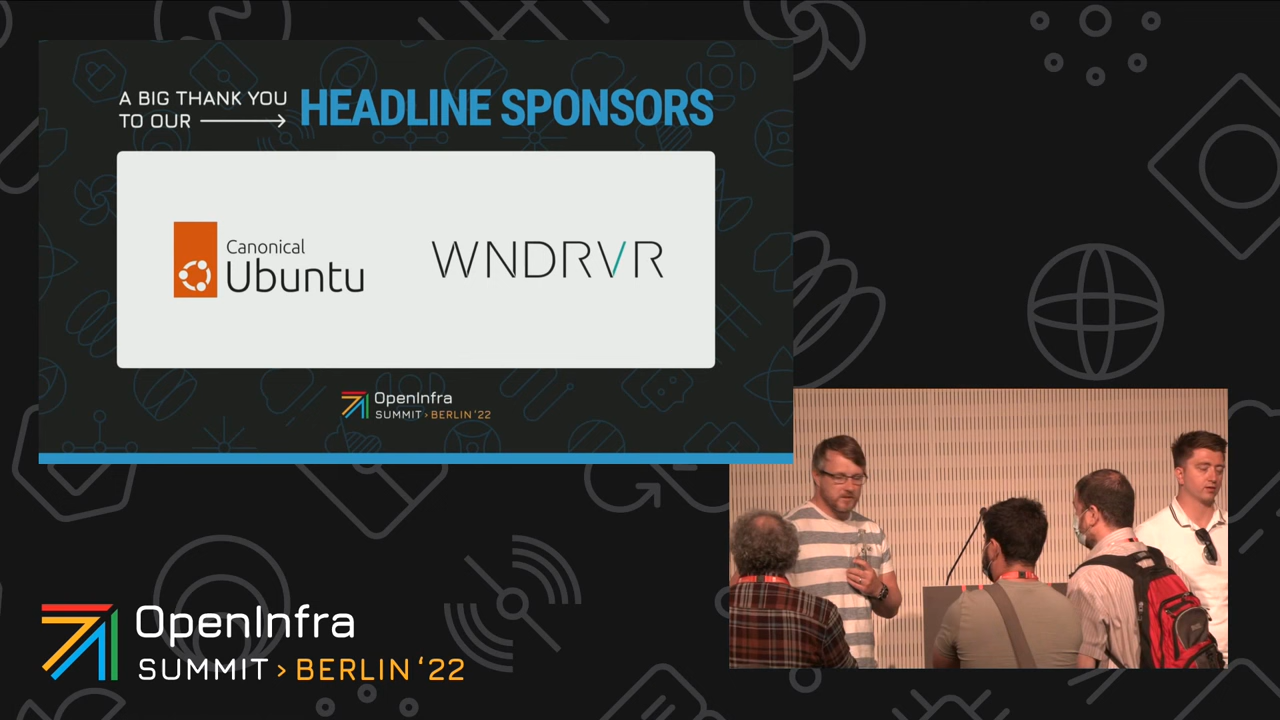 A BIG THANK YOU
TO OUR
HEADLINE SPONSORS
Canonical
Ubuntu
WNDRVR
OpenInfra
SUMMIT › BERLIN '22
OpenInfra
SUMMIT › BERLIN ‘22